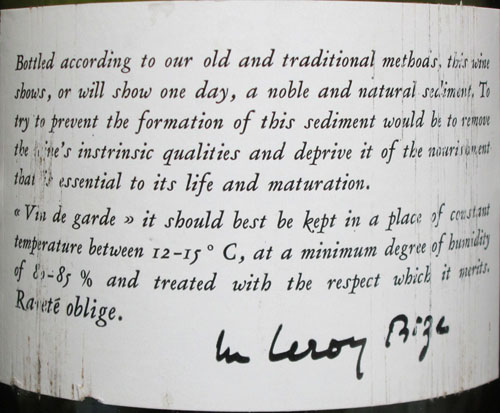 Bottled according to our old and traditional methods, this wine
shows, or will show one day, a noble and natural sediment. To
try to prevent the formation of this sediment would be to remove
the wine's instrinsic qualities and deprive it of the nourishment
that is essential to its life and maturation.
« Vin de garde » it should best be kept in a place of constant
temperature between 12-15 ° C, at a minimum degree of humidity
of 80-85 % and treated with the respect which it merits.
Rareté oblige.
Leroy Bize